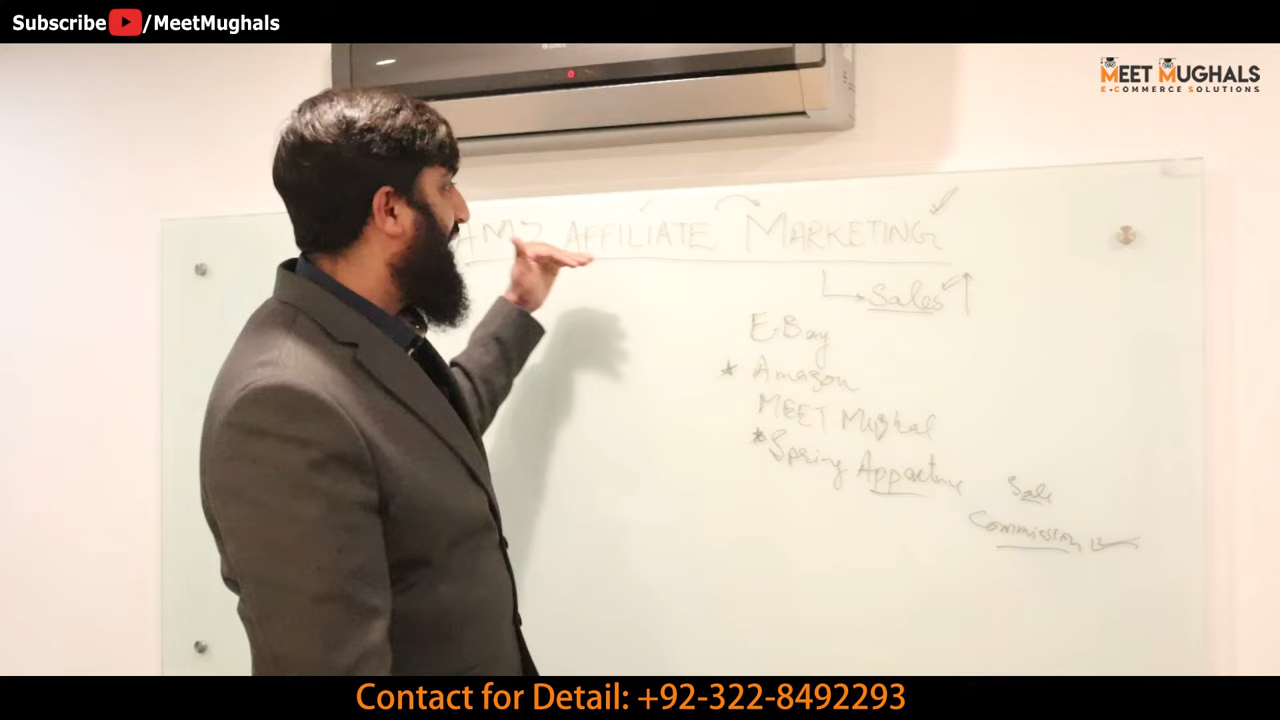 Subscribe /MeetMughals
MEET MUGHALS
E-COMMERCE SOLUTIONS
AMZ AFFILIATE MARKETING
Sales
E-Bay
* Amazon
MEET MUGhal
* Spring
Sale
Commission
Contact for Detail: +92-322-8492293